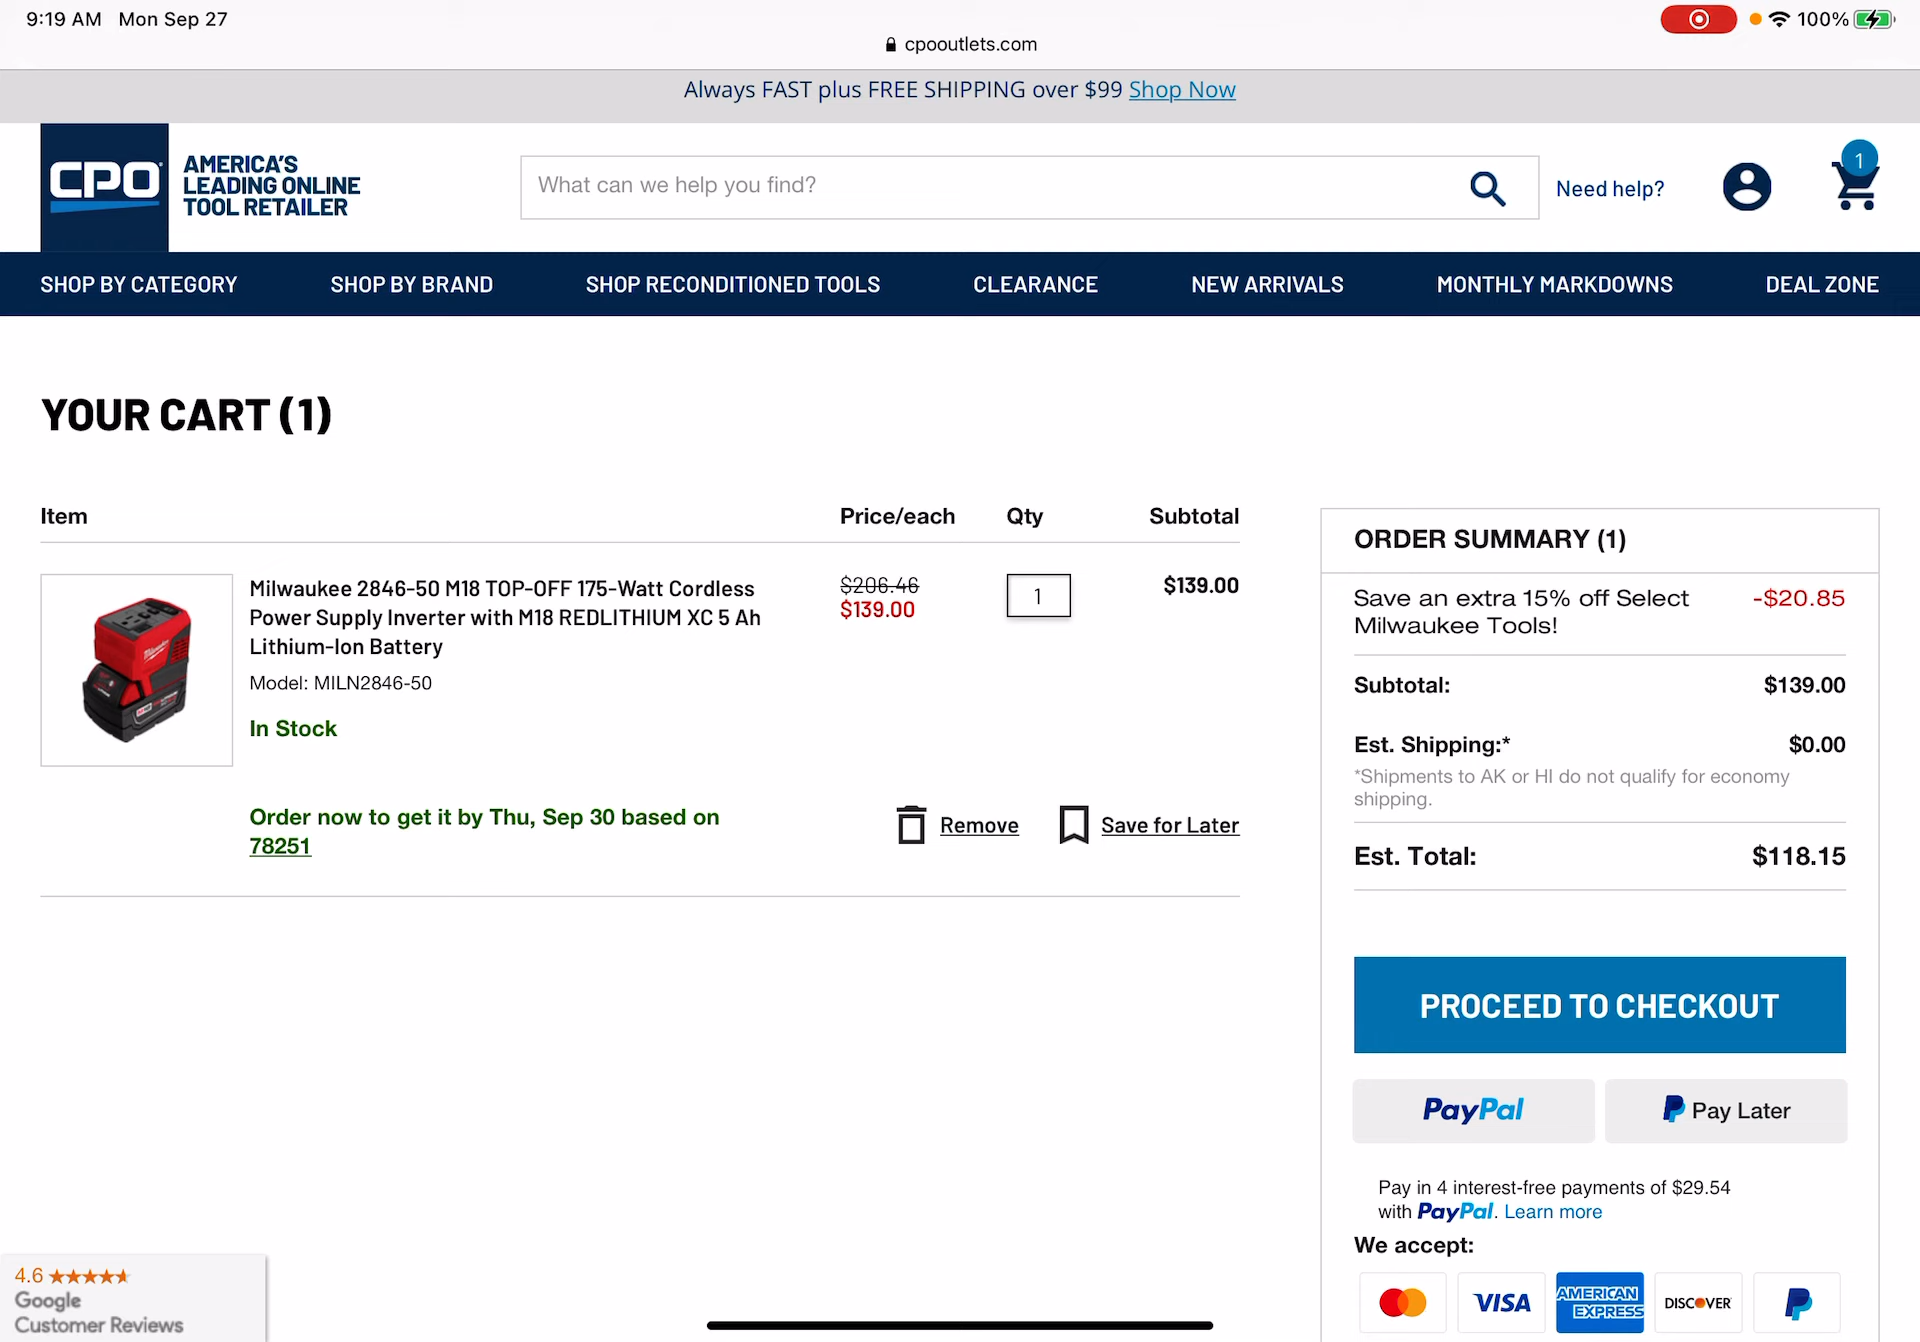 9:19 AM Mon Sep 27
100%
cpooutlets.com
Always FAST plus FREE SHIPPING over $99 Shop Now
CPO
AMERICA'S
LEADING ONLINE
TOOL RETAILER
What can we help you find?
Need help?
1
SHOP BY CATEGORY
SHOP BY BRAND
SHOP RECONDITIONED TOOLS
CLEARANCE
NEW ARRIVALS
MONTHLY MARKDOWNS
DEAL ZONE
YOUR CART (1)
Item
Price/each
Qty
Subtotal
Milwaukee 2846-50 M18 TOP-OFF 175-Watt Cordless
Power Supply Inverter with M18 REDLITHIUM XC 5 Ah
Lithium-Ion Battery
Model: MILN2846-50
In Stock
$206.46
$139.00
1
$139.00
Order now to get it by Thu, Sep 30 based on
78251
Remove
Save for Later
ORDER SUMMARY (1)
Save an extra 15% off Select
Milwaukee Tools!
-$20.85
Subtotal:
$139.00
Est. Shipping:*
$0.00
*Shipments to AK or HI do not qualify for economy
shipping.
Est. Total:
$118.15
PROCEED TO CHECKOUT
PayPal
Pay Later
Pay in 4 interest-free payments of $29.54
with PayPal. Learn more
We accept:
VISA
AMERICAN
EXPRESS
DISCOVER
4.6
Google
Customer Reviews